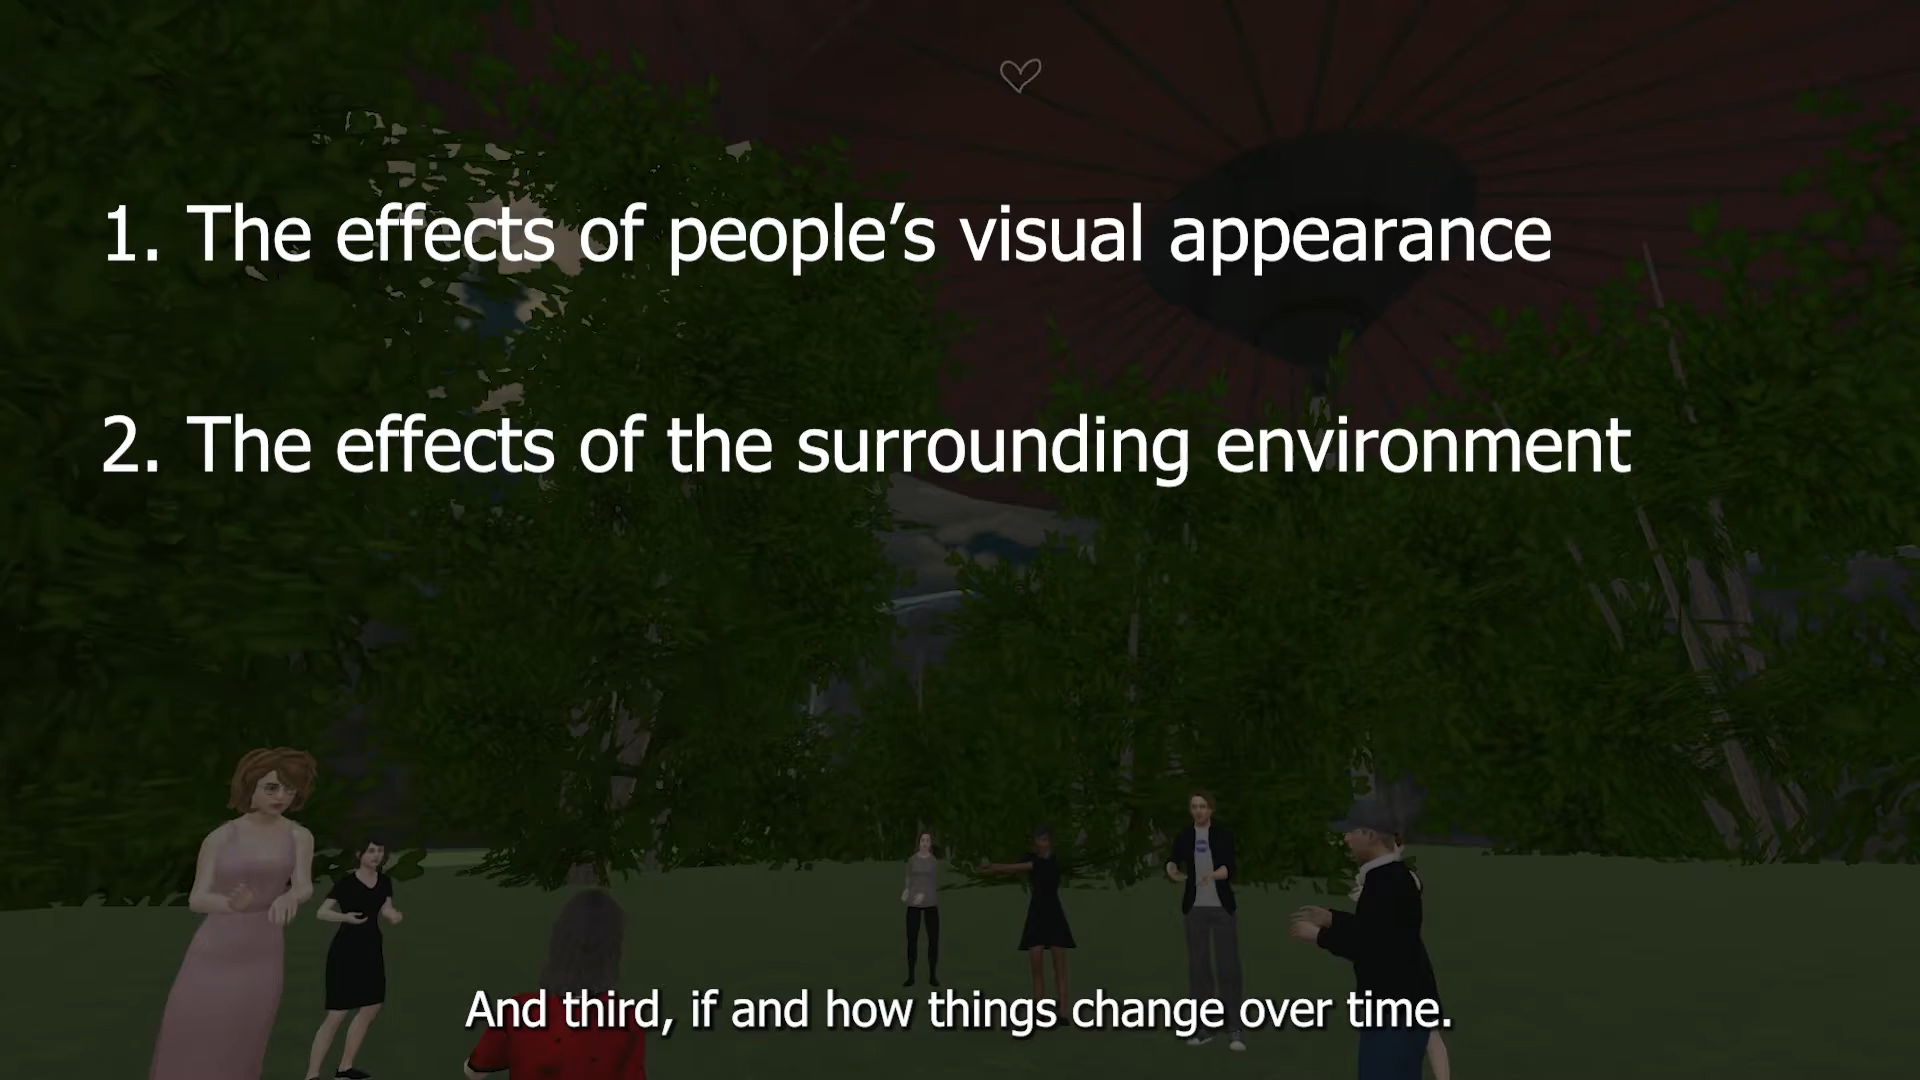 1. The effects of people’s visual appearance
2. The effects of the surrounding environment
And third, if and how things change over time.